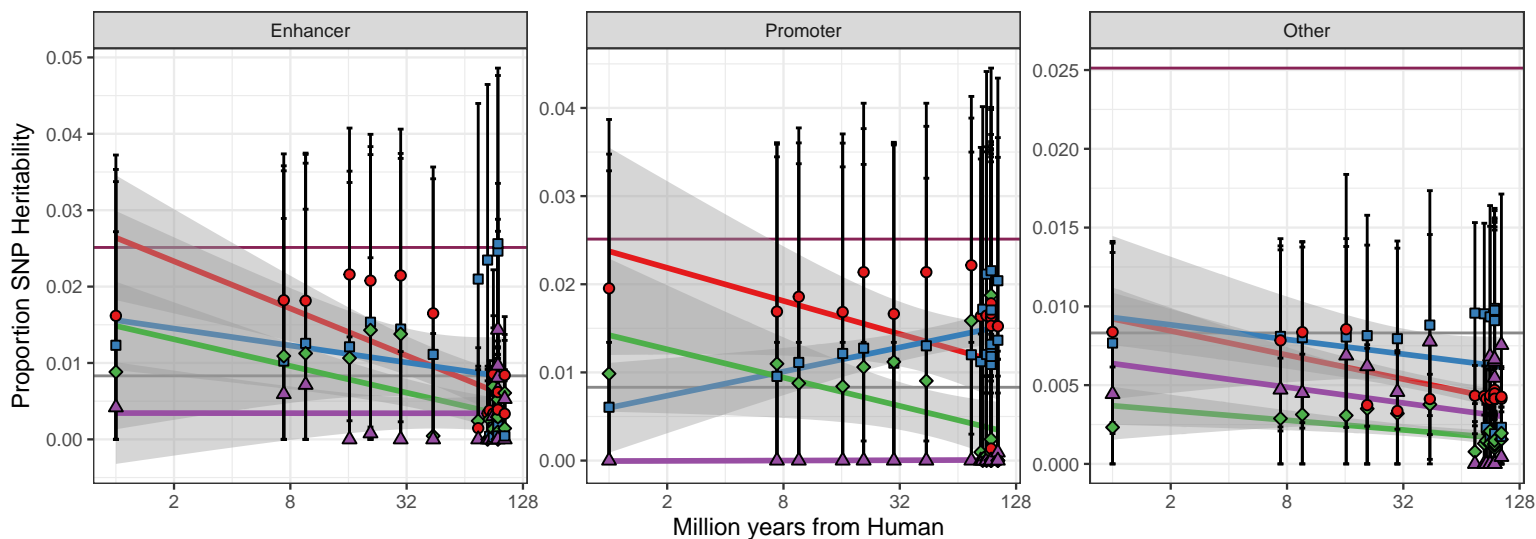 Enhancer
Promoter
Other
Proportion SNP Heritability
0.05
0.04
0.03
0.02
0.01
0.00
0.04
0.03
0.02
0.01
0.00
0.025
0.020
0.015
0.010
0.005
0.000
2 8 32 128
2 8 32 128
2 8 32 128
Million years from Human